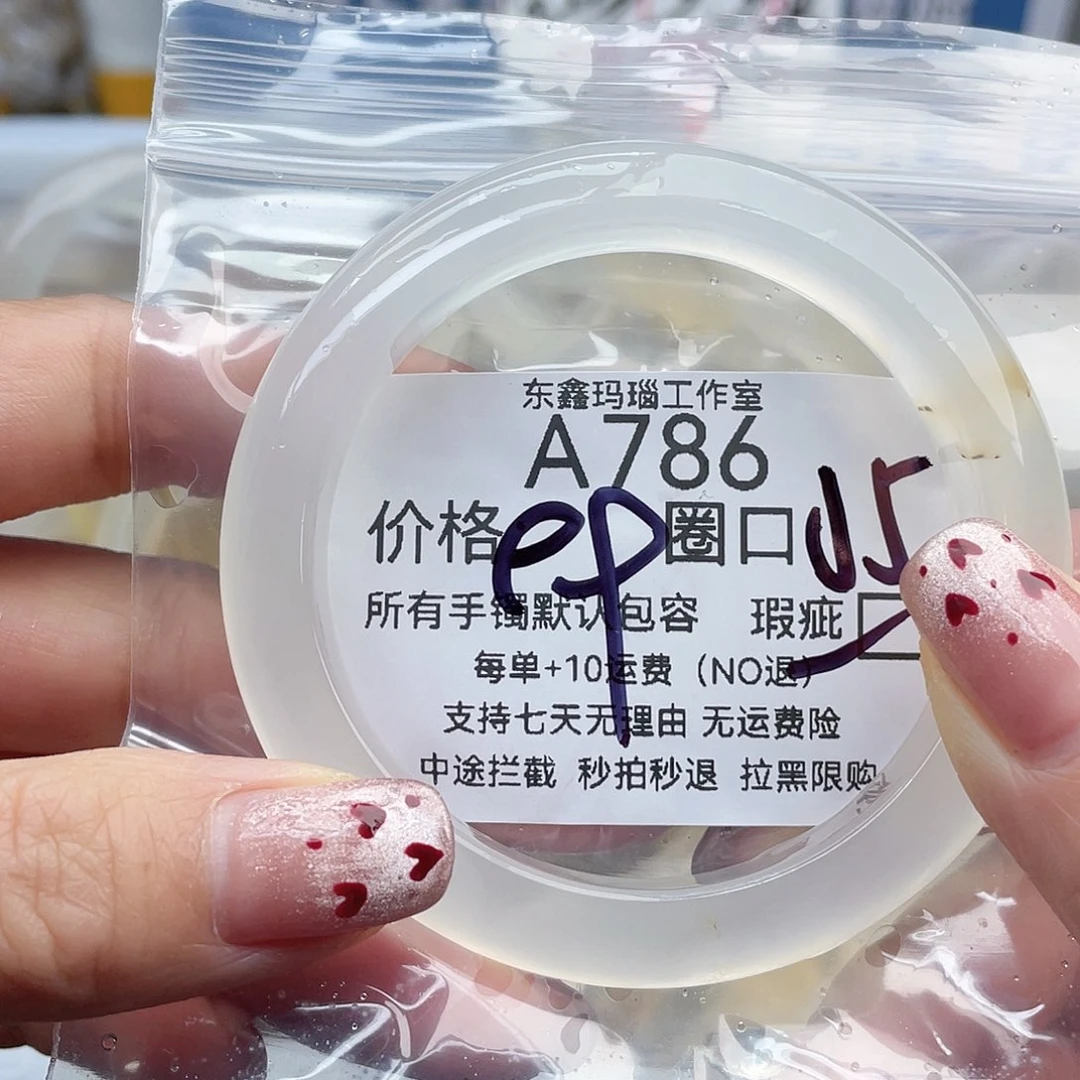 东鑫玛瑙工作室
A786
价格ep 圈口
所有手镯默认包容 瑕疵
每单+10运费（NO退）
支持七天无理由 无运费险
中途拦截 秒拍秒退 拉黑限购